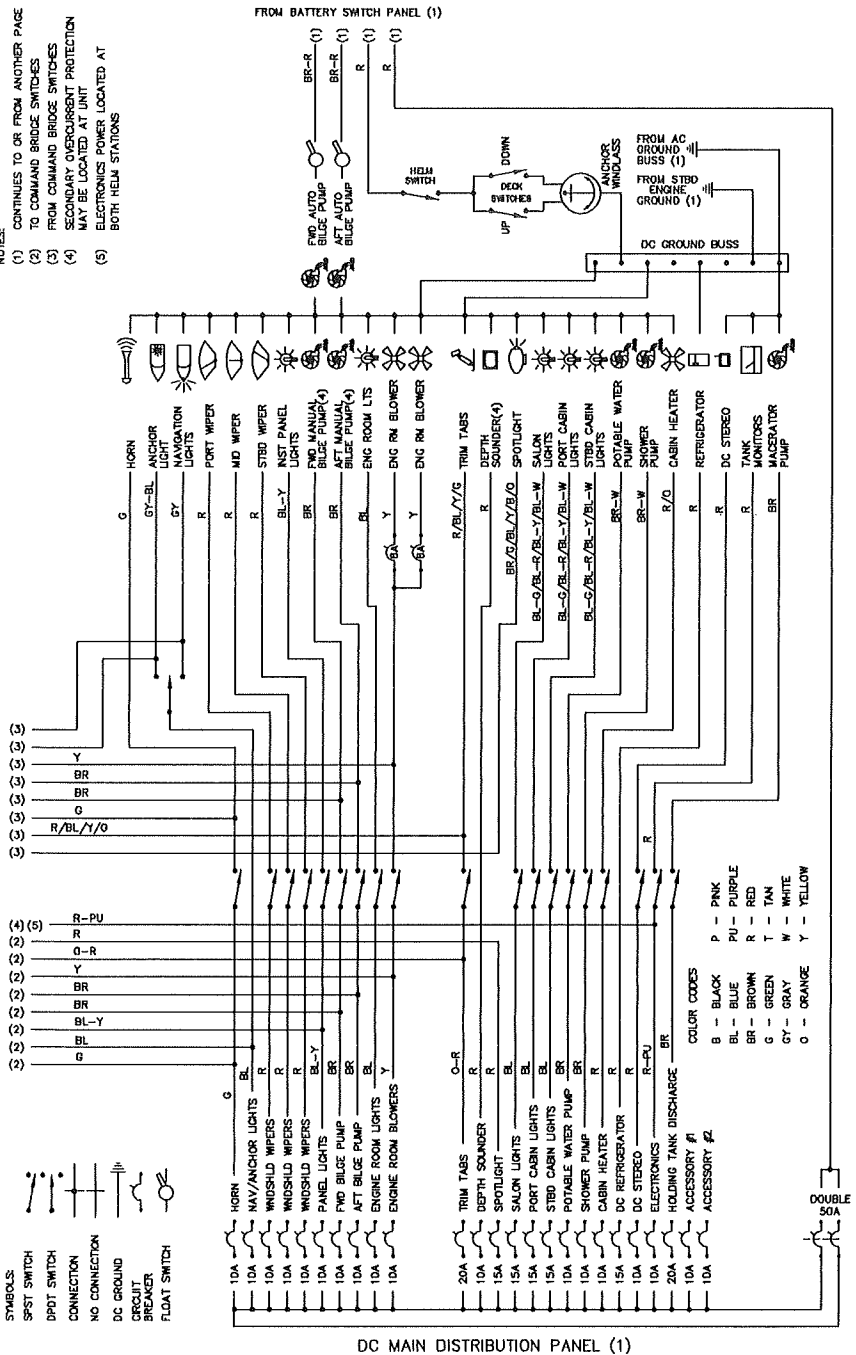 FROM BATTERY SWITCH PANEL (1)
NOTES:
(1) CONTINUES TO OR FROM ANOTHER PAGE
(2) TO COMMAND BRIDGE SWITCHES
(3) FROM COMMAND BRIDGE SWITCHES
(4) SECONDARY OVERCURRENT PROTECTION
MAY BE LOCATED AT UNIT
(5) ELECTRONICS POWER LOCATED AT
BOTH HELM STATIONS
BR-R (1)
BR-R (1)
R (1)
R (1)
FWD AUTO
BILGE PUMP
AFT AUTO
BILGE PUMP
HELM
SWITCH
DOWN
DECK
SWITCHES
UP
ANCHOR
WINDLASS
FROM AC
GROUND
BUSS (1)
FROM STBD
ENGINE
GROUND (1)
DC GROUND BUSS
HORN
ANCHOR
LIGHT
NAVIGATION
LIGHTS
PORT WIPER
MID WIPER
STBD WIPER
INST PANEL
LIGHTS
FWD MANUAL
BILGE PUMP(4)
AFT MANUAL
BILGE PUMP(4)
ENG ROOM LTS
ENG RM BLOWER
ENG RM BLOWER
TRIM TABS
DEPTH
SOUNDER(4)
SPOTLIGHT
SALON
LIGHTS
PORT CABIN
LIGHTS
STBD CABIN
LIGHTS
POTABLE WATER
PUMP
SHOWER
PUMP
CABIN HEATER
REFRIGERATOR
DC STEREO
TANK
MONITORS
MACERATOR
PUMP
G
GY-BL
GY
R
R
R
BL-Y
BR
BR
BL
Y
Y
8A
8A
R/BL/Y/G
R
BR/G/BL/Y/B/O
BL-G/BL-R/BL-Y/BL-W
BL-G/BL-R/BL-Y/BL-W
BL-G/BL-R/BL-Y/BL-W
BR-W
BR-W
R/O
R
R
R
BR
(3)
(3)
(3) Y
(3) BR
(3) BR
(3) G
(3) R/BL/Y/G
(3)
R
(4)(5) R-PU
(2) R
(2) O-R
(2) Y
(2) BR
(2) BR
(2) BL-Y
(2) BL
(2) G
COLOR CODES
B - BLACK P - PINK
BL - BLUE PU - PURPLE
BR - BROWN R - RED
G - GREEN T - TAN
GY - GRAY W - WHITE
O - ORANGE Y - YELLOW
G
BL
R
R
R
BL-Y
BR
BR
BL
Y
O-R
R
R
BL
BL
BL
BR
BR
R
R
R
R-PU
BR
10A HORN
10A NAV/ANCHOR LIGHTS
10A WNDSHLD WIPERS
10A WNDSHLD WIPERS
10A WNDSHLD WIPERS
10A PANEL LIGHTS
10A FWD BILGE PUMP
10A AFT BILGE PUMP
10A ENGINE ROOM LIGHTS
10A ENGINE ROOM BLOWERS
20A TRIM TABS
10A DEPTH SOUNDER
15A SPOTLIGHT
15A SALON LIGHTS
15A PORT CABIN LIGHTS
15A STBD CABIN LIGHTS
10A POTABLE WATER PUMP
10A SHOWER PUMP
10A CABIN HEATER
15A DC REFRIGERATOR
10A DC STEREO
10A ELECTRONICS
20A HOLDING TANK DISCHARGE
10A ACCESSORY #1
10A ACCESSORY #2
DOUBLE
50A
SYMBOLS:
SPST SWITCH
DPDT SWITCH
CONNECTION
NO CONNECTION
DC GROUND
CIRCUIT
BREAKER
FLOAT SWITCH
DC MAIN DISTRIBUTION PANEL (1)